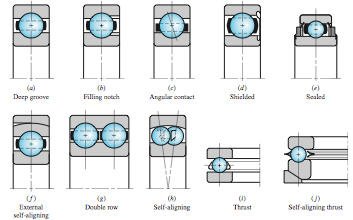 (a)
Deep groove
(b)
Filling notch
(c)
Angular contact
(d)
Shielded
(e)
Sealed
(f)
External
self-aligning
(g)
Double row
(h)
Self-aligning
(i)
Thrust
(j)
Self-aligning thrust